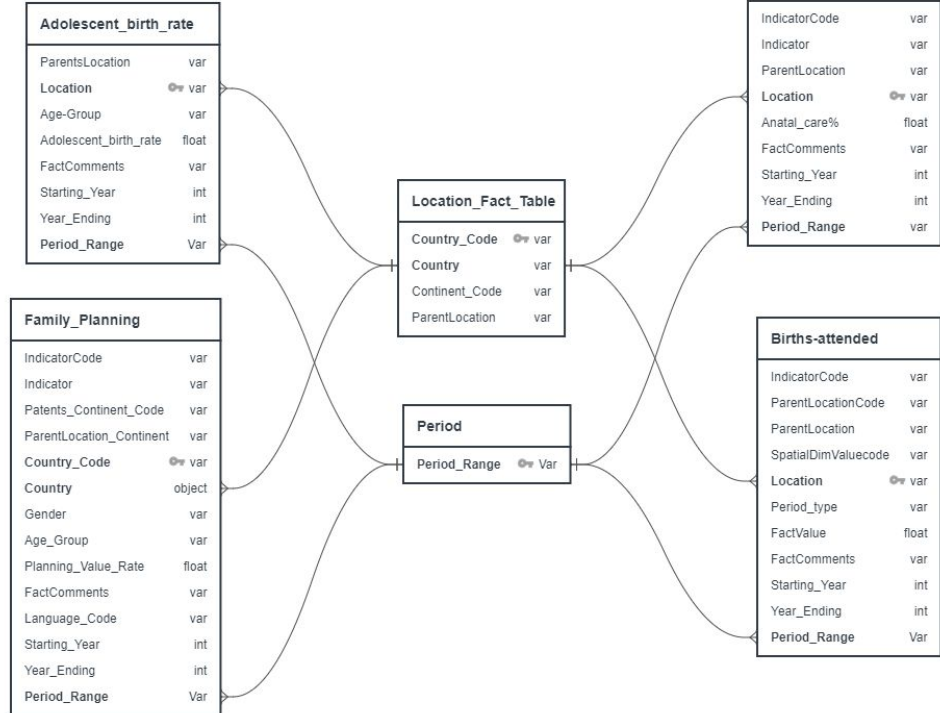 Adolescent_birth_rate
ParentsLocation var
Location var
Age-Group var
Adolescent_birth_rate float
FactComments var
Starting_Year int
Year_Ending int
Period_Range Var
Family_Planning
IndicatorCode var
Indicator var
Patents_Continent_Code var
ParentLocation_Continent var
Country_Code var
Country object
Gender var
Age_Group var
Planning_Value_Rate float
FactComments var
Language_Code var
Starting_Year int
Year_Ending int
Period_Range Var
Location_Fact_Table
Country_Code var
Country var
Continent_Code var
ParentLocation var
Period
Period_Range Var
IndicatorCode var
Indicator var
ParentLocation var
Location var
Anatal_care% float
FactComments var
Starting_Year int
Year_Ending int
Period_Range var
Births-attended
IndicatorCode var
ParentLocationCode var
ParentLocation var
SpatialDimValuecode var
Location var
Period_type var
FactValue float
FactComments var
Starting_Year int
Year_Ending int
Period_Range Var